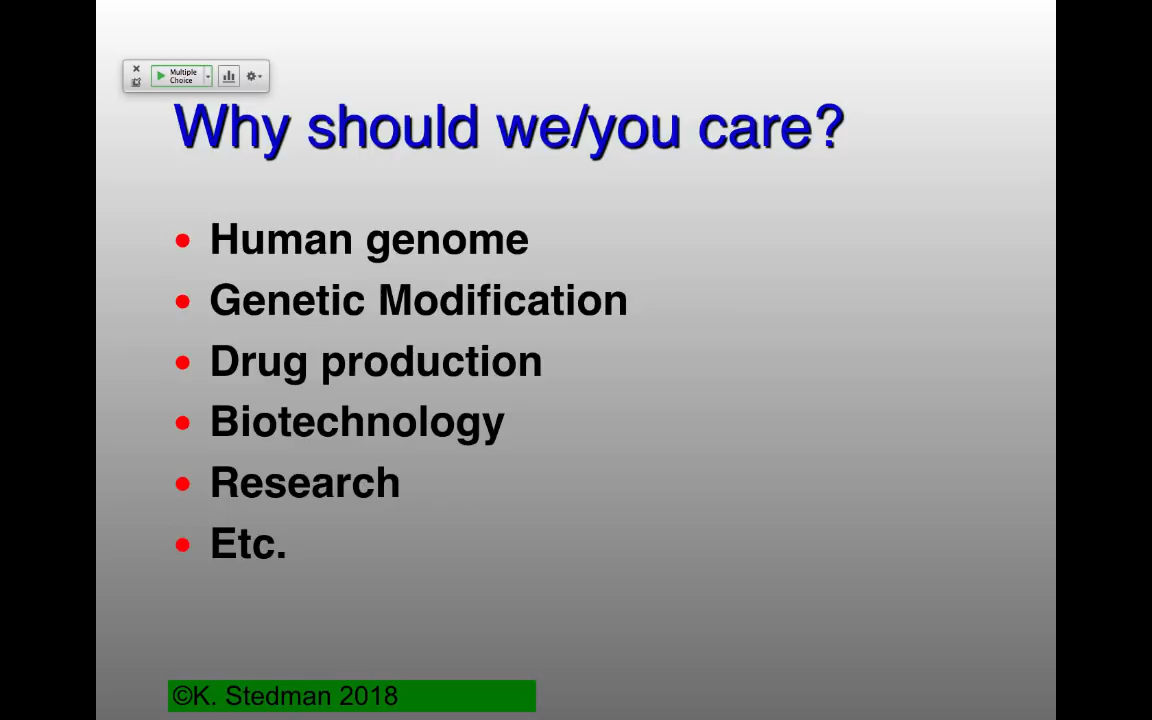 Multiple
Choice
Why should we/you care?
Human genome
Genetic Modification
Drug production
Biotechnology
Research
Etc.
©K. Stedman 2018